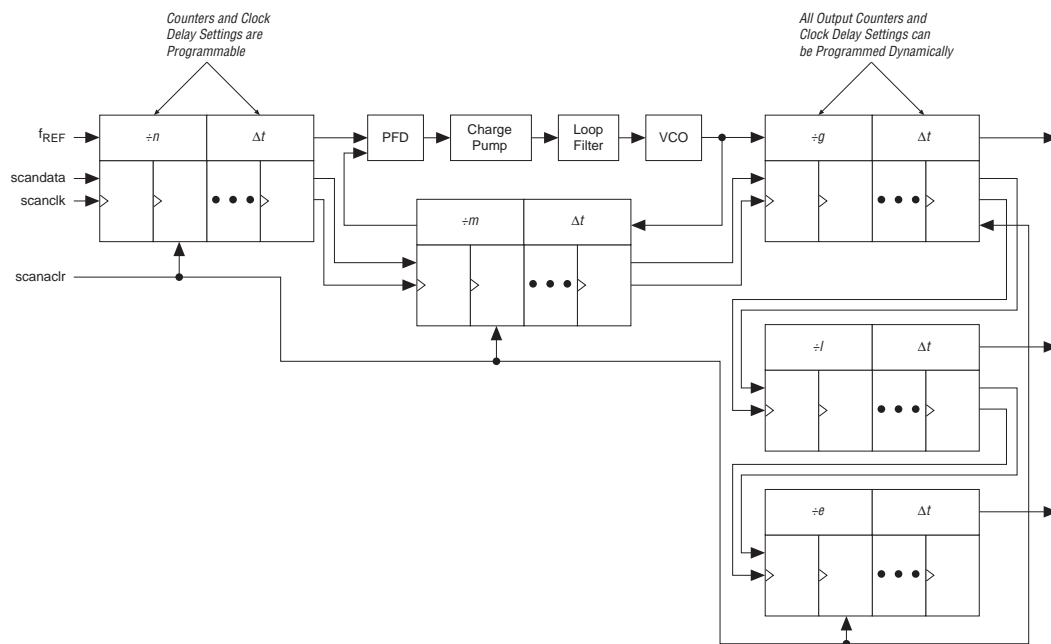 Counters and Clock
Delay Settings are
Programmable
All Output Counters and
Clock Delay Settings can
be Programmed Dynamically
fREF
÷n
Δt
PFD
Charge
Pump
Loop
Filter
VCO
÷g
Δt
scandata
scanclk
÷m
Δt
scanaclr
÷l
Δt
÷e
Δt